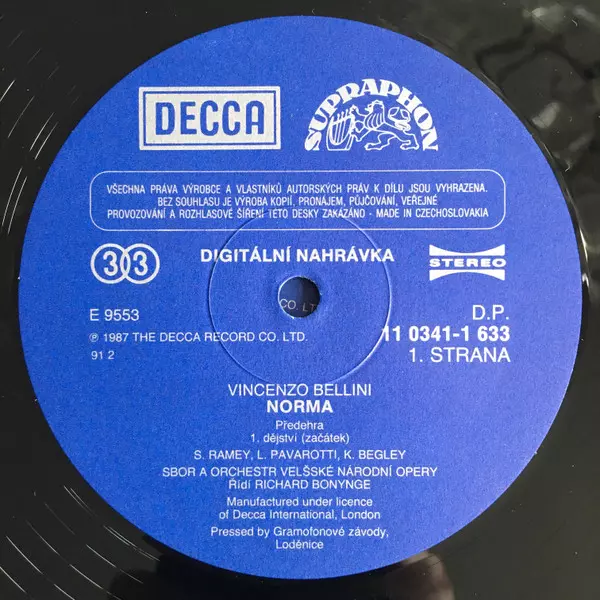 DECCA
SUPRAPHON
VŠECHNA PRÁVA VÝROBCE A VLASTNÍKŮ AUTORSKÝCH PRÁV K DÍLU JSOU VYHRAZENA.
BEZ SOUHLASU JE VÝROBA KOPIÍ, PRONÁJEM, PŮJČOVÁNÍ, VEŘEJNÉ
PROVOZOVÁNÍ A ROZHLASOVÉ ŠÍŘENÍ TÉTO DESKY ZAKÁZÁNO - MADE IN CZECHOSLOVAKIA
33
DIGITÁLNÍ NAHRÁVKA
STEREO
CO. LT
E 9553
D.P.
℗ 1987 THE DECCA RECORD CO. LTD.
11 0341-1 633
91 2
1. STRANA
VINCENZO BELLINI
NORMA
Předehra
1. dějství (začátek)
S. RAMEY, L. PAVAROTTI, K. BEGLEY
SBOR A ORCHESTR VELŠSKÉ NÁRODNÍ OPERY
Řídí RICHARD BONYNGE
Manufactured under licence
of Decca International, London
Pressed by Gramofonové závody,
Loděnice